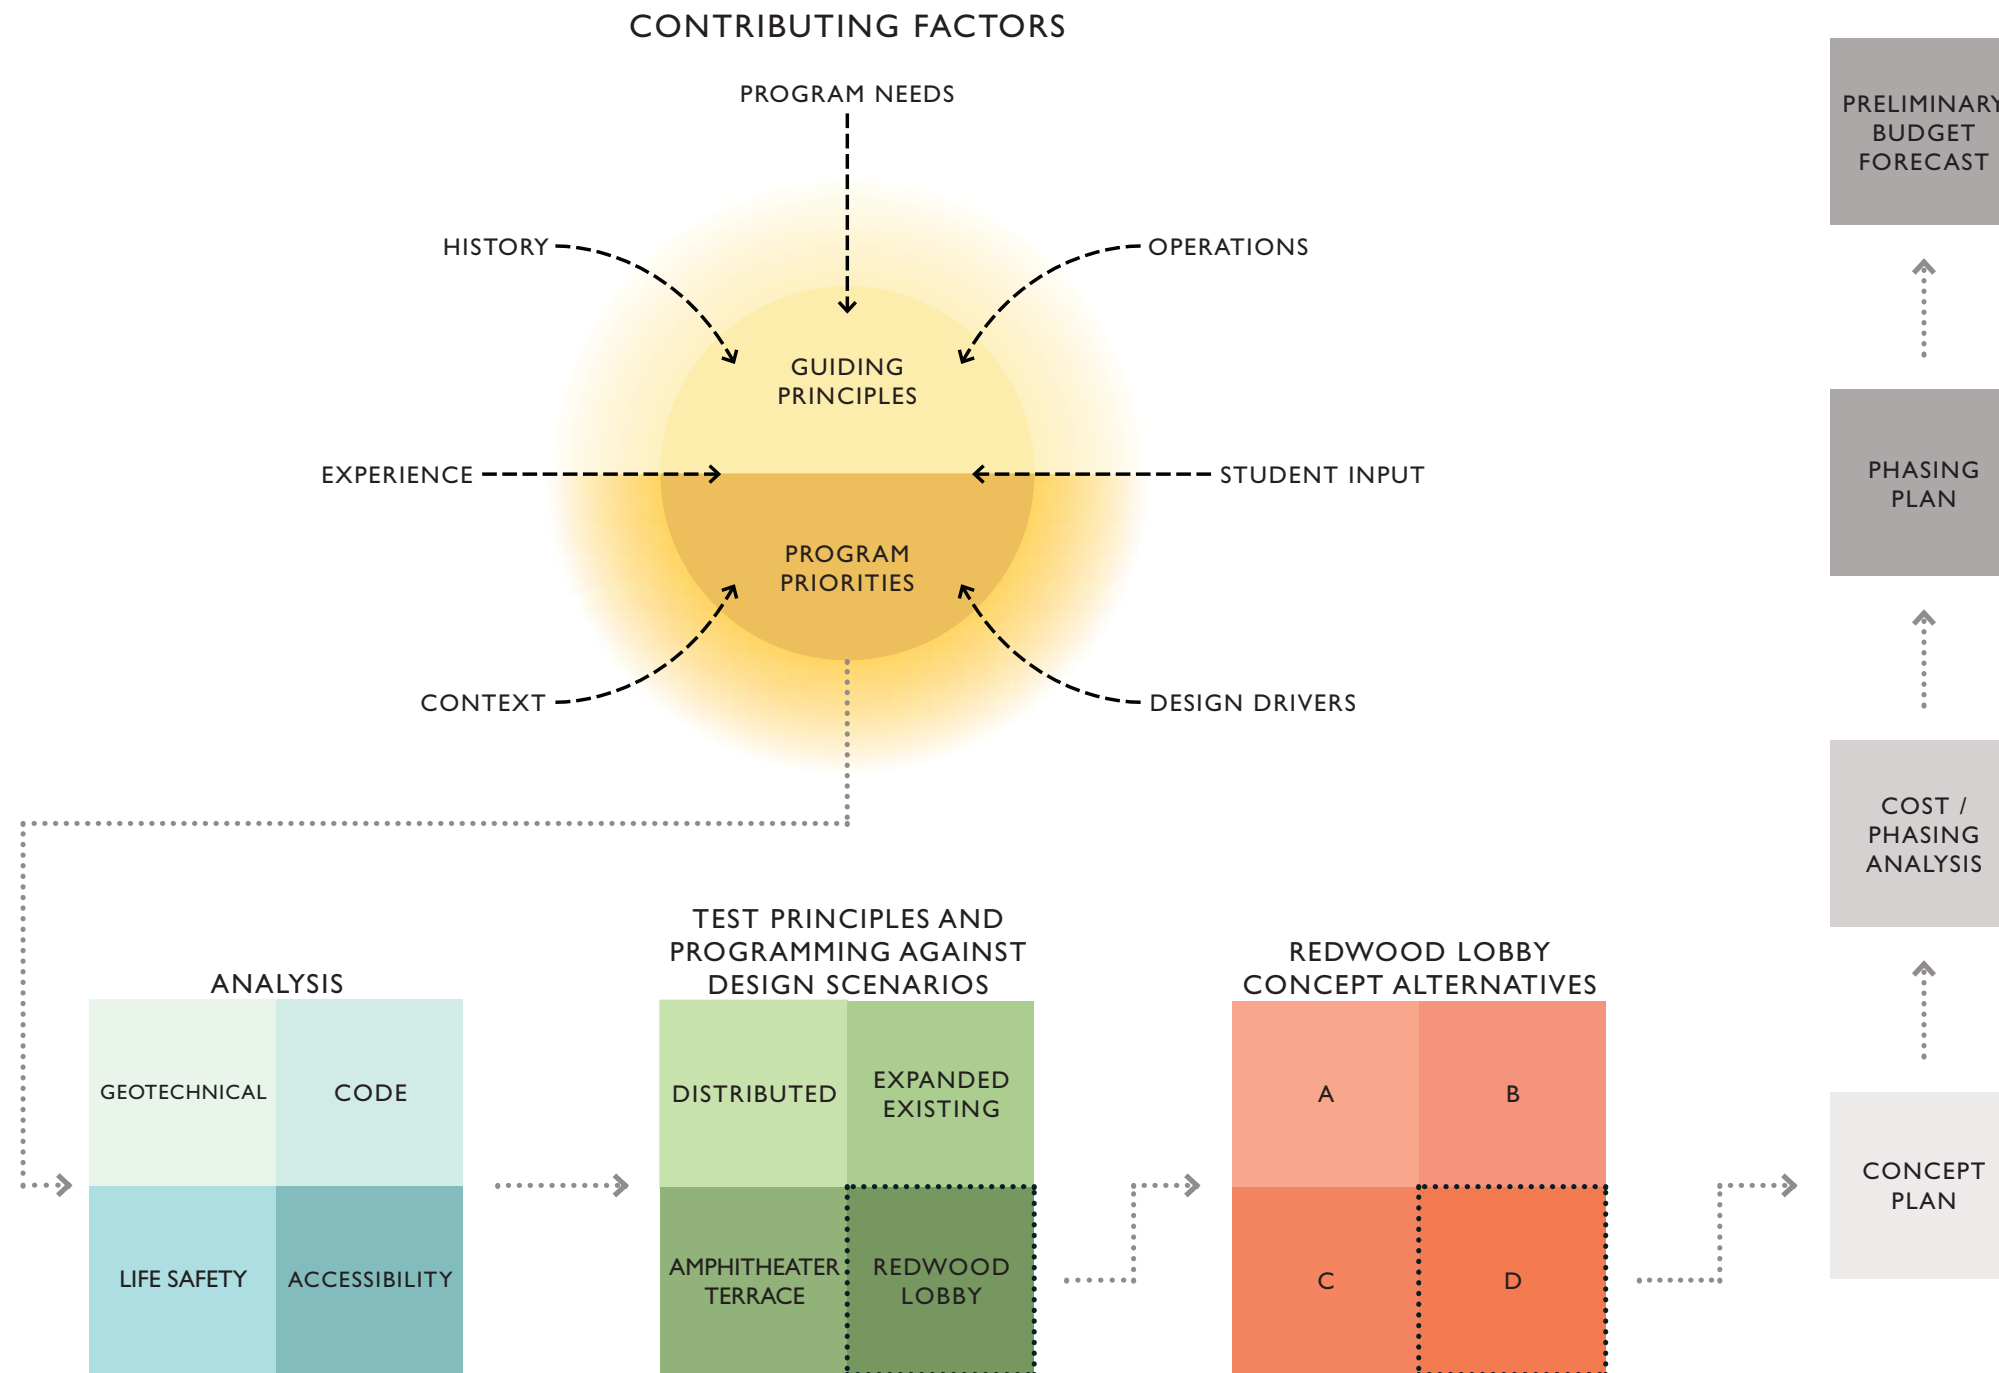 CONTRIBUTING FACTORS
PROGRAM NEEDS
HISTORY
OPERATIONS
GUIDING
PRINCIPLES
EXPERIENCE
STUDENT INPUT
PROGRAM
PRIORITIES
CONTEXT
DESIGN DRIVERS
ANALYSIS
GEOTECHNICAL
CODE
LIFE SAFETY
ACCESSIBILITY
TEST PRINCIPLES AND
PROGRAMMING AGAINST
DESIGN SCENARIOS
DISTRIBUTED
EXPANDED
EXISTING
AMPHITHEATER
TERRACE
REDWOOD
LOBBY
REDWOOD LOBBY
CONCEPT ALTERNATIVES
A
B
C
D
PRELIMINARY
BUDGET
FORECAST
PHASING
PLAN
COST /
PHASING
ANALYSIS
CONCEPT
PLAN